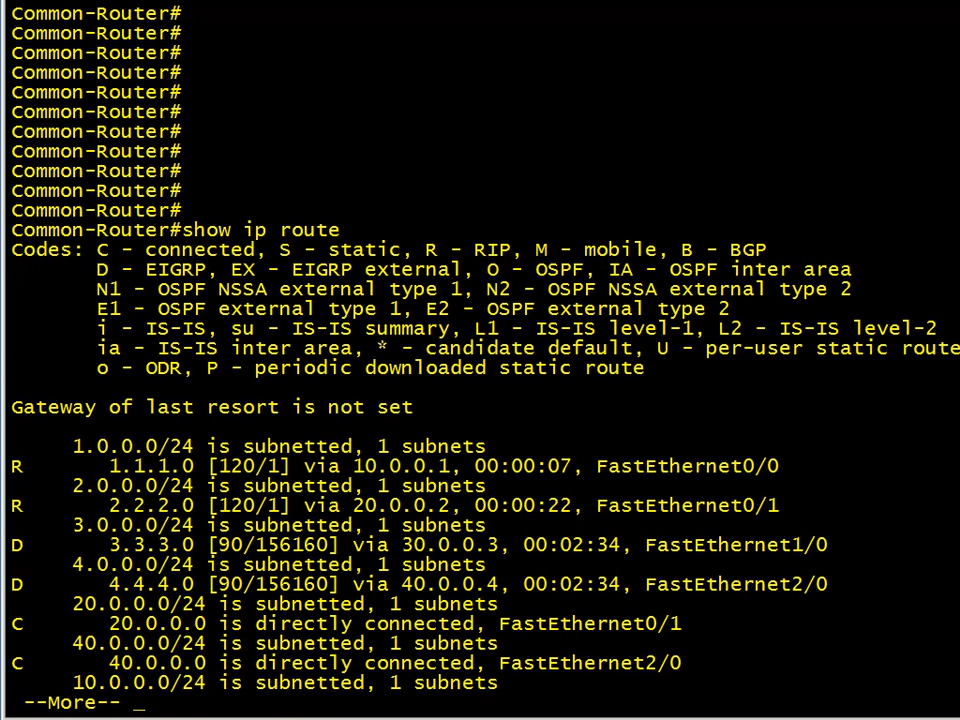 Common-Router#
Common-Router#
Common-Router#
Common-Router#
Common-Router#
Common-Router#
Common-Router#
Common-Router#
Common-Router#
Common-Router#
Common-Router#
Common-Router#show ip route
Codes: C - connected, S - static, R - RIP, M - mobile, B - BGP
       D - EIGRP, EX - EIGRP external, O - OSPF, IA - OSPF inter area
       N1 - OSPF NSSA external type 1, N2 - OSPF NSSA external type 2
       E1 - OSPF external type 1, E2 - OSPF external type 2
       i - IS-IS, su - IS-IS summary, L1 - IS-IS level-1, L2 - IS-IS level-2
       ia - IS-IS inter area, * - candidate default, U - per-user static route
       o - ODR, P - periodic downloaded static route
Gateway of last resort is not set
     1.0.0.0/24 is subnetted, 1 subnets
R       1.1.1.0 [120/1] via 10.0.0.1, 00:00:07, FastEthernet0/0
     2.0.0.0/24 is subnetted, 1 subnets
R       2.2.2.0 [120/1] via 20.0.0.2, 00:00:22, FastEthernet0/1
     3.0.0.0/24 is subnetted, 1 subnets
D       3.3.3.0 [90/156160] via 30.0.0.3, 00:02:34, FastEthernet1/0
     4.0.0.0/24 is subnetted, 1 subnets
D       4.4.4.0 [90/156160] via 40.0.0.4, 00:02:34, FastEthernet2/0
     20.0.0.0/24 is subnetted, 1 subnets
C       20.0.0.0 is directly connected, FastEthernet0/1
     40.0.0.0/24 is subnetted, 1 subnets
C       40.0.0.0 is directly connected, FastEthernet2/0
     10.0.0.0/24 is subnetted, 1 subnets
 --More-- _